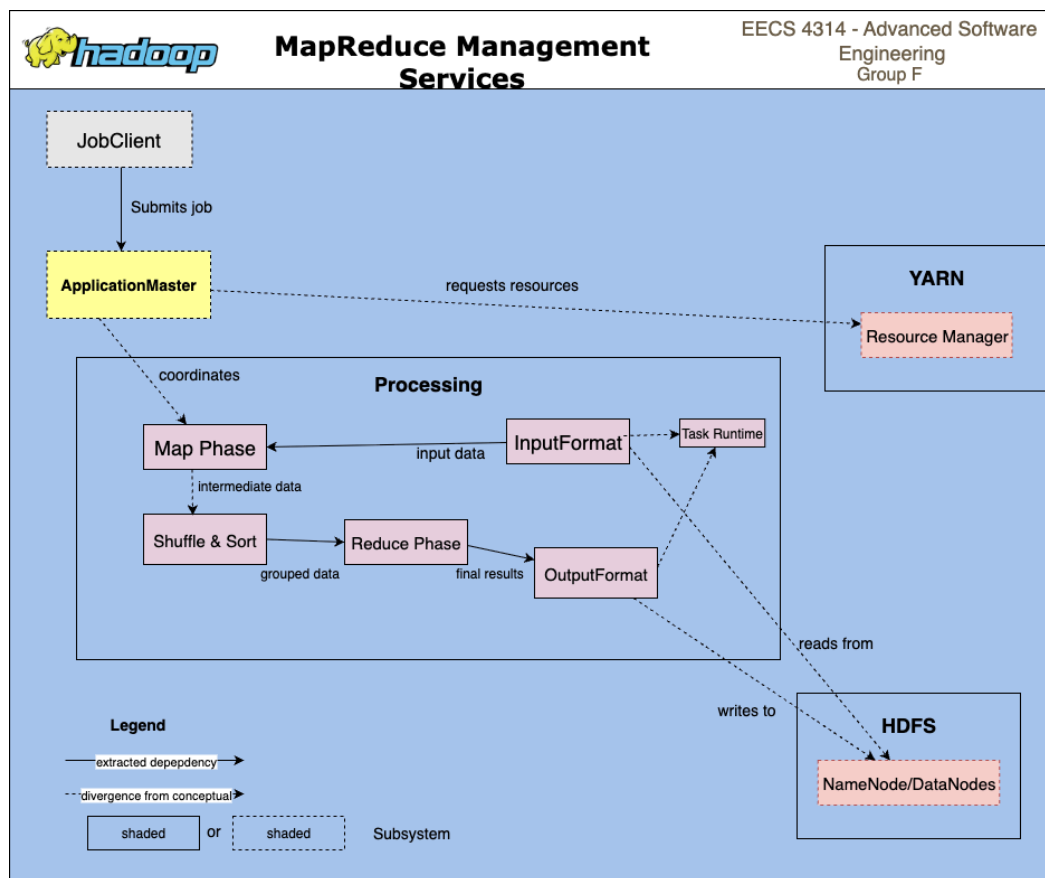 hadoop
MapReduce Management
Services
EECS 4314 - Advanced Software
Engineering
Group F
JobClient
Submits job
ApplicationMaster
requests resources
YARN
Resource Manager
coordinates
Processing
Map Phase
input data
InputFormat
Task Runtime
intermediate data
Shuffle & Sort
grouped data
Reduce Phase
final results
OutputFormat
reads from
writes to
HDFS
NameNode/DataNodes
Legend
extracted depepdency
divergence from conceptual
shaded or shaded Subsystem